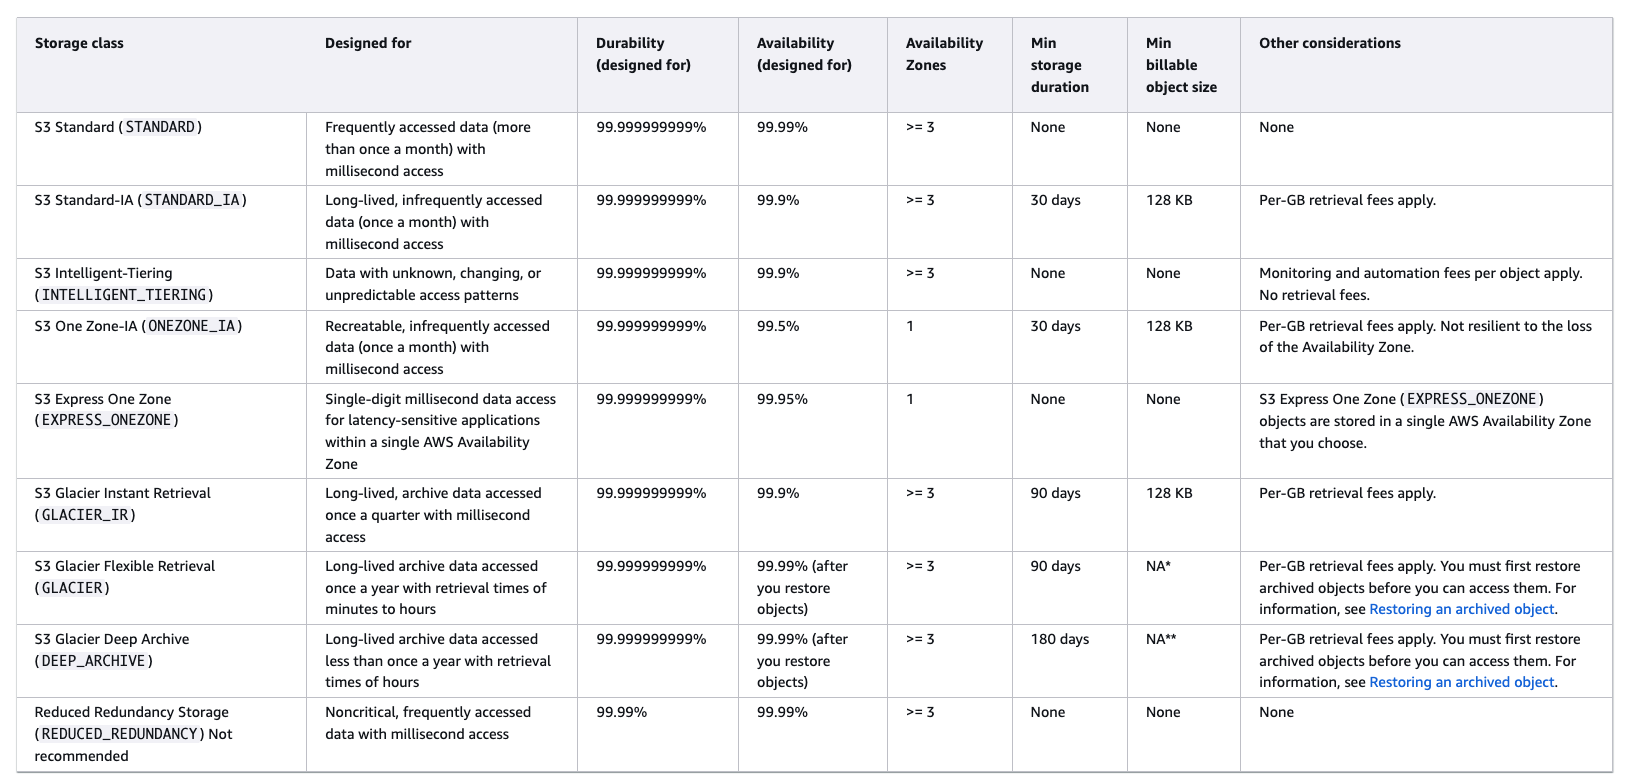 Storage class
Designed for
Durability
(designed for)
Availability
(designed for)
Availability
Zones
Min
storage
duration
Min
billable
object size
Other considerations
S3 Standard (STANDARD)
Frequently accessed data (more
than once a month) with
millisecond access
99.999999999%
99.99%
>= 3
None
None
None
S3 Standard-IA (STANDARD_IA)
Long-lived, infrequently accessed
data (once a month) with
millisecond access
99.999999999%
99.9%
>= 3
30 days
128 KB
Per-GB retrieval fees apply.
S3 Intelligent-Tiering
(INTELLIGENT_TIERING)
Data with unknown, changing, or
unpredictable access patterns
99.999999999%
99.9%
>= 3
None
None
Monitoring and automation fees per object apply.
No retrieval fees.
S3 One Zone-IA (ONEZONE_IA)
Recreatable, infrequently accessed
data (once a month) with
millisecond access
99.999999999%
99.5%
1
30 days
128 KB
Per-GB retrieval fees apply. Not resilient to the loss
of the Availability Zone.
S3 Express One Zone
(EXPRESS_ONEZONE)
Single-digit millisecond data access
for latency-sensitive applications
within a single AWS Availability
Zone
99.999999999%
99.95%
1
None
None
S3 Express One Zone (EXPRESS_ONEZONE)
objects are stored in a single AWS Availability Zone
that you choose.
S3 Glacier Instant Retrieval
(GLACIER_IR)
Long-lived, archive data accessed
once a quarter with millisecond
access
99.999999999%
99.9%
>= 3
90 days
128 KB
Per-GB retrieval fees apply.
S3 Glacier Flexible Retrieval
(GLACIER)
Long-lived archive data accessed
once a year with retrieval times of
minutes to hours
99.999999999%
99.99% (after
you restore
objects)
>= 3
90 days
NA*
Per-GB retrieval fees apply. You must first restore
archived objects before you can access them. For
information, see Restoring an archived object.
S3 Glacier Deep Archive
(DEEP_ARCHIVE)
Long-lived archive data accessed
less than once a year with retrieval
times of hours
99.999999999%
99.99% (after
you restore
objects)
>= 3
180 days
NA**
Per-GB retrieval fees apply. You must first restore
archived objects before you can access them. For
information, see Restoring an archived object.
Reduced Redundancy Storage
(REDUCED_REDUNDANCY) Not
recommended
Noncritical, frequently accessed
data with millisecond access
99.99%
99.99%
>= 3
None
None
None